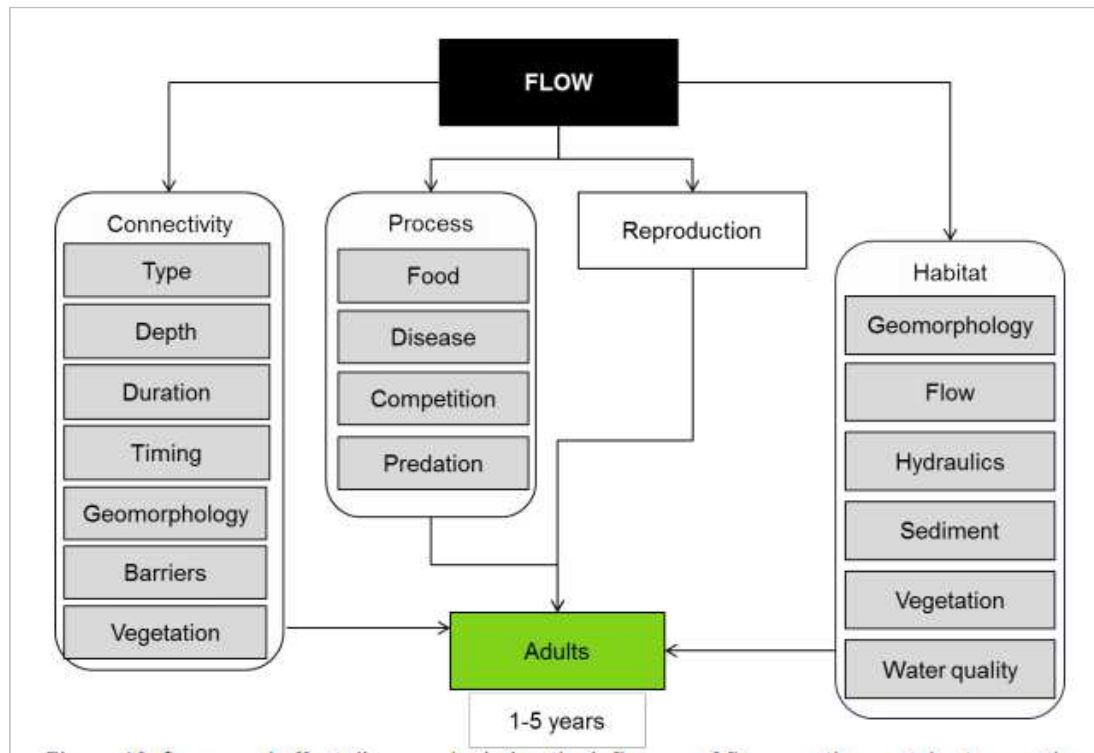 FLOW
Connectivity
Type
Depth
Duration
Timing
Geomorphology
Barriers
Vegetation
Process
Food
Disease
Competition
Predation
Reproduction
Habitat
Geomorphology
Flow
Hydraulics
Sediment
Vegetation
Water quality
Adults
1-5 years